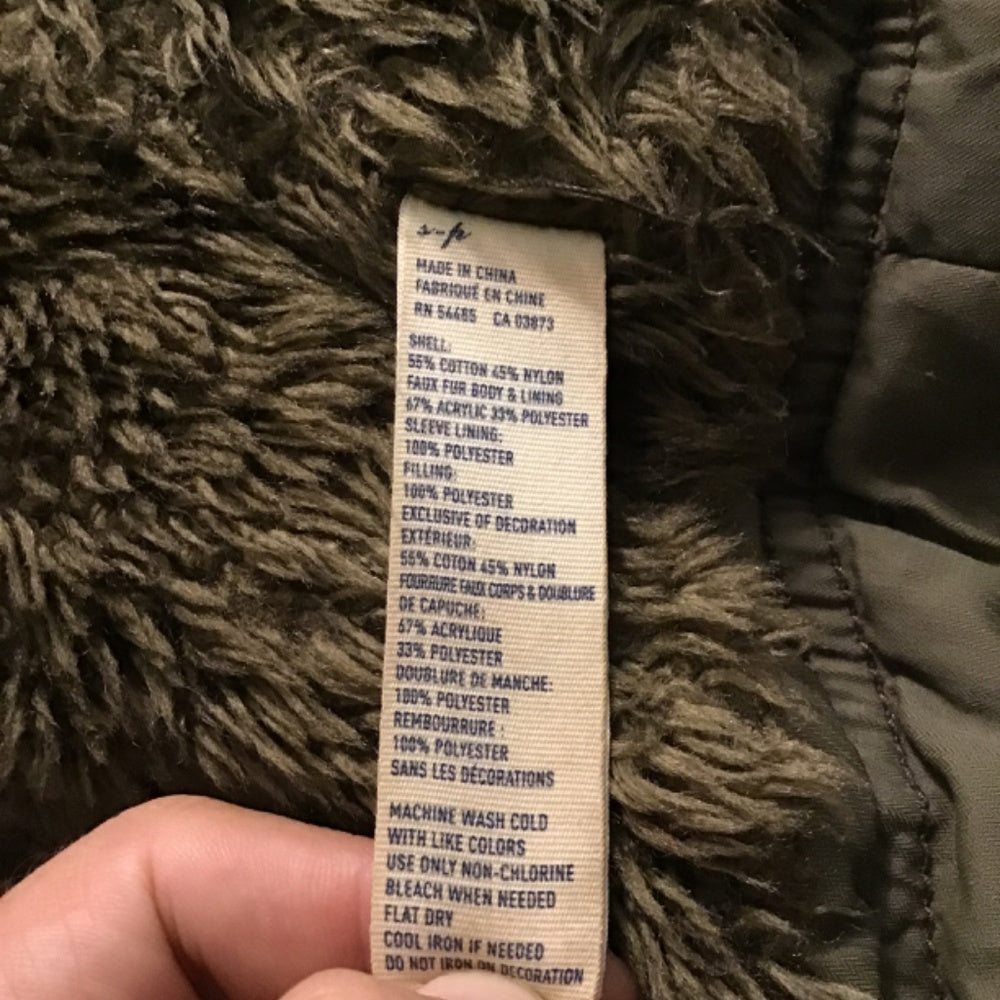 s-p
MADE IN CHINA
FABRIQUÉ EN CHINE
RN 54485 CA 03873
SHELL:
55% COTTON 45% NYLON
FAUX FUR BODY & LINING
67% ACRYLIC 33% POLYESTER
SLEEVE LINING:
100% POLYESTER
FILLING:
100% POLYESTER
EXCLUSIVE OF DECORATION
EXTÉRIEUR:
55% COTON 45% NYLON
FOURRURE FAUX CORPS & DOUBLURE
DE CAPUCHE:
67% ACRYLIQUE
33% POLYESTER
DOUBLURE DE MANCHE:
100% POLYESTER
REMBOURRURE :
100% POLYESTER
SANS LES DÉCORATIONS
MACHINE WASH COLD
WITH LIKE COLORS
USE ONLY NON-CHLORINE
BLEACH WHEN NEEDED
FLAT DRY
COOL IRON IF NEEDED
DO NOT IRON ON DECORATION